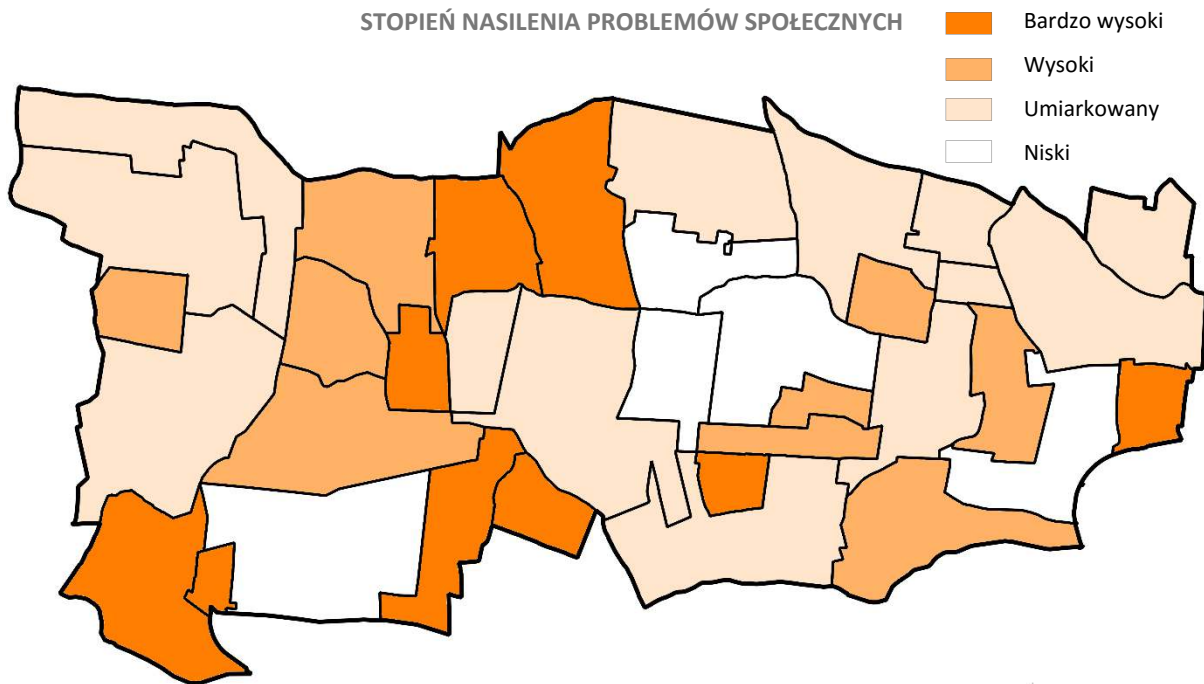 STOPIEŃ NASILENIA PROBLEMÓW SPOŁECZNYCH
Bardzo wysoki
Wysoki
Umiarkowany
Niski